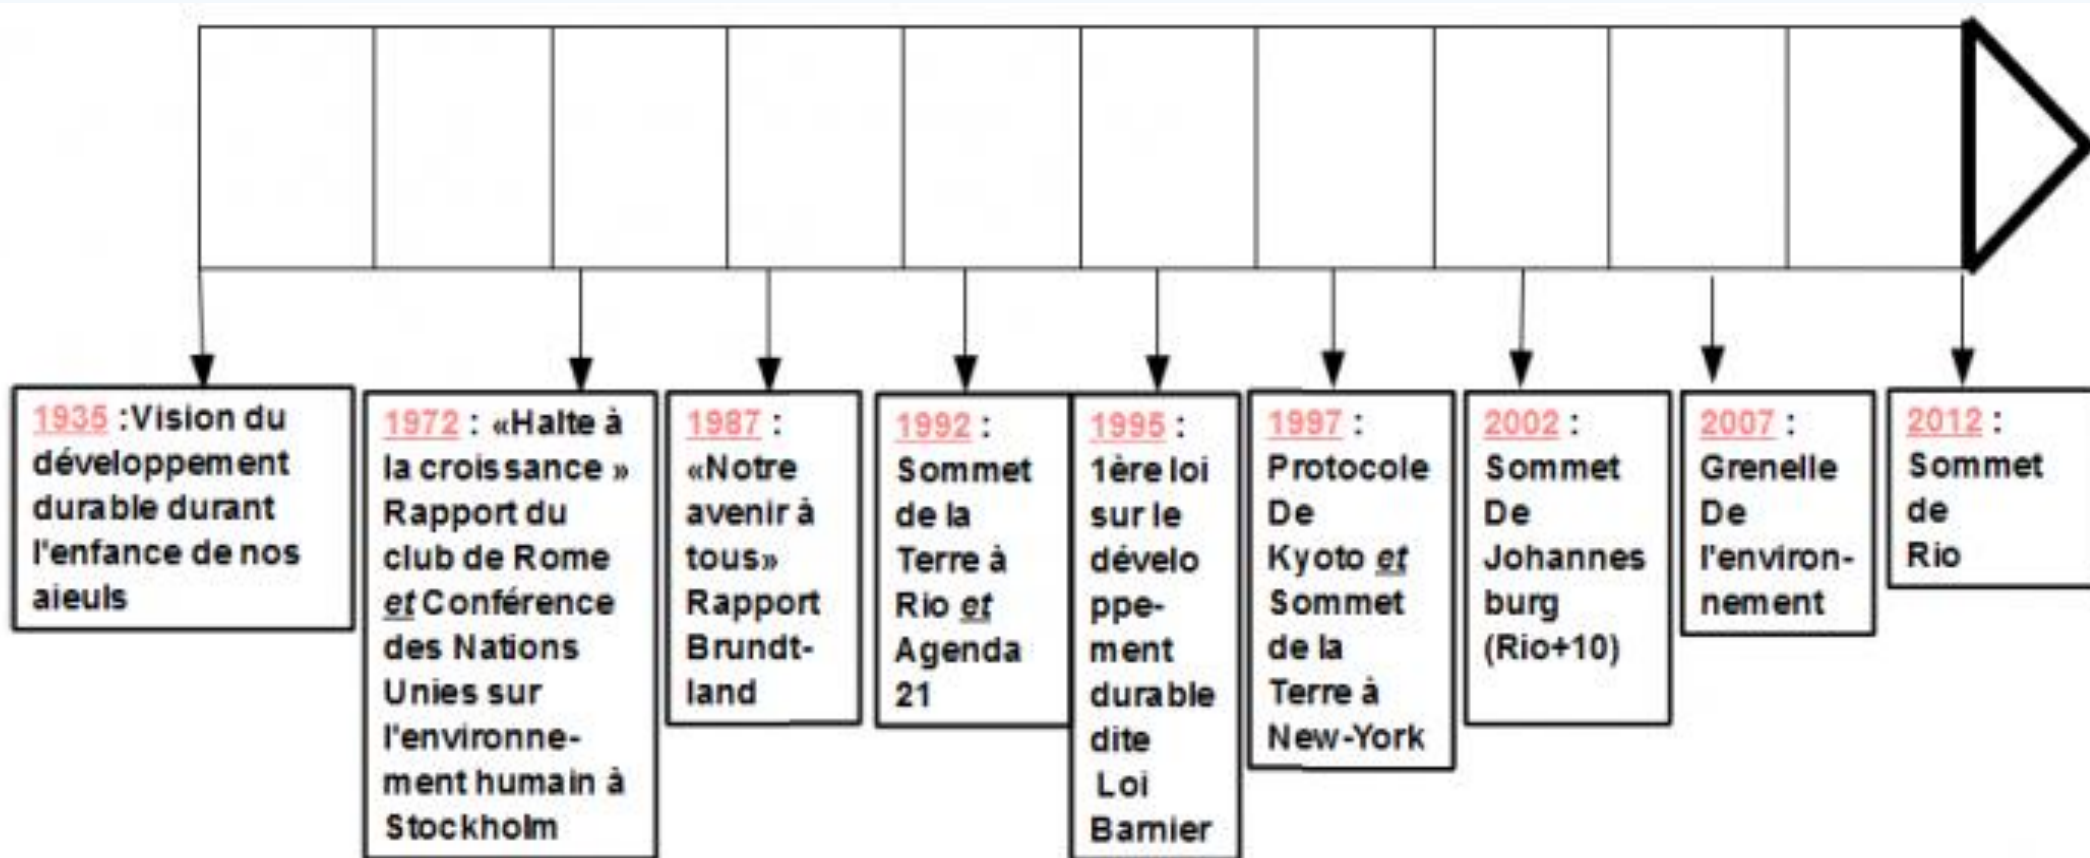 1935 :Vision du
développement
durable durant
l'enfance de nos
aieuls
1972 : «Halte à
la croissance »
Rapport du
club de Rome
et Conférence
des Nations
Unies sur
l'environne-
ment humain à
Stockholm
1987 :
«Notre
avenir à
tous»
Rapport
Brundt-
land
1992 :
Sommet
de la
Terre à
Rio et
Agenda
21
1995 :
1ère loi
sur le
dévelo
ppe-
ment
durable
dite
Loi
Barnier
1997 :
Protocole
De
Kyoto et
Sommet
de la
Terre à
New-York
2002 :
Sommet
De
Johannes
burg
(Rio+10)
2007 :
Grenelle
De
l'environ-
nement
2012 :
Sommet
de
Rio